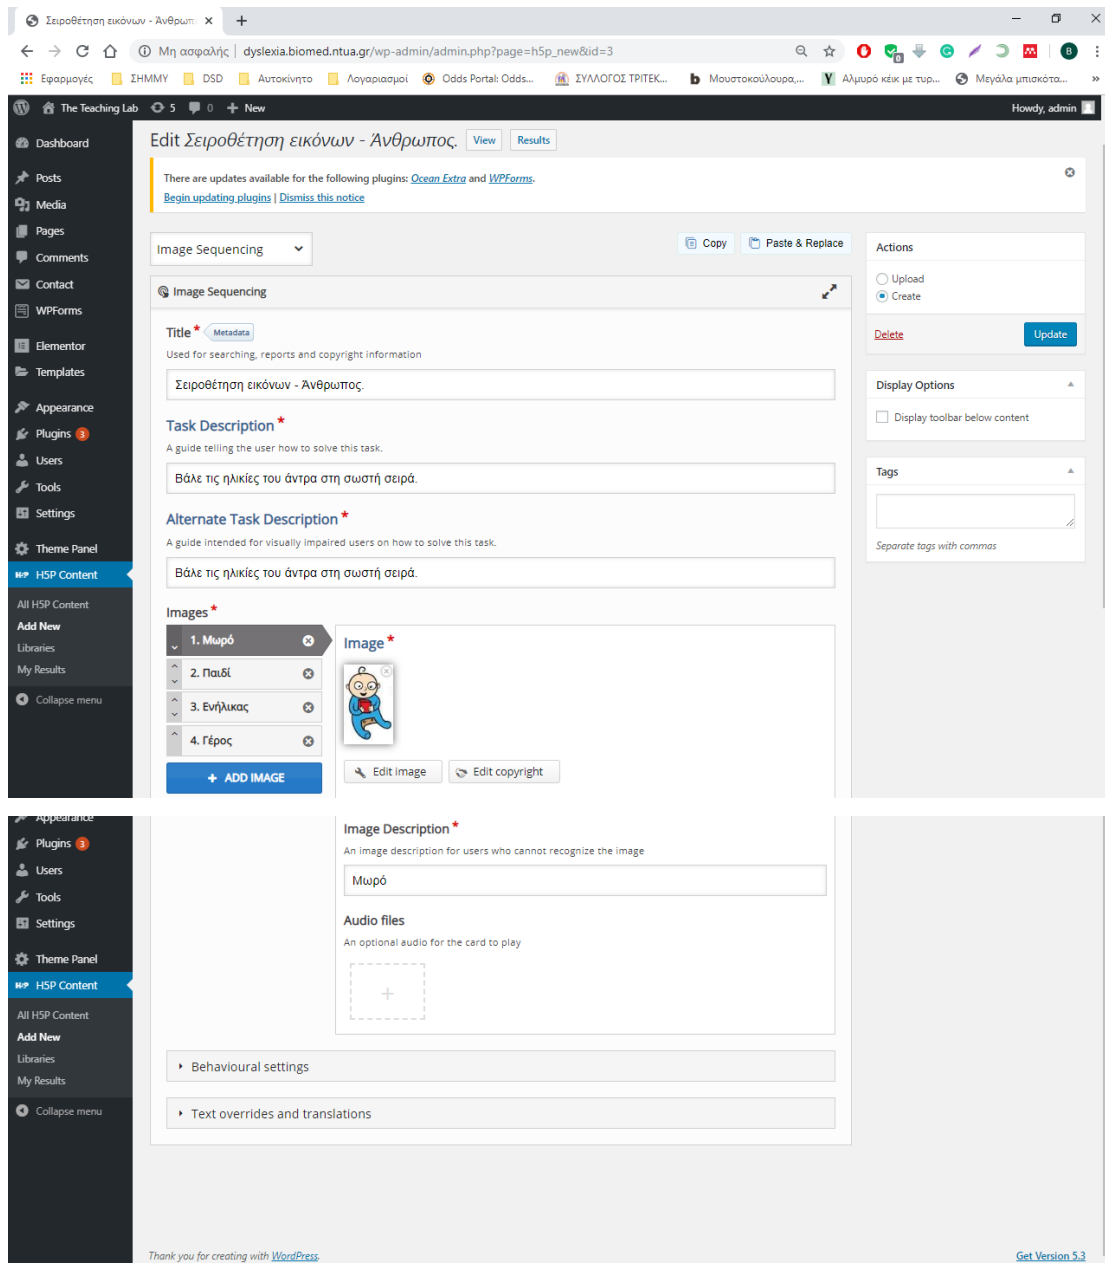 Σειροθέτηση εικόνων - Άνθρωπ
Μη ασφαλής | dyslexia.biomed.ntua.gr/wp-admin/admin.php?page=h5p_new&id=3
Εφαρμογές ΣΗΜΜΥ DSD Αυτοκίνητο Λογαριασμοί Odds Portal: Odds... ΣΥΛΛΟΓΟΣ ΤΡΙΤΕΚ... Μουστοκούλουρα,... Αλμυρό κέικ με τυρ... Μεγάλα μπισκότα... »
The Teaching Lab 5 0 + New Howdy, admin
Dashboard
Posts
Media
Pages
Comments
Contact
WPForms
Elementor
Templates
Appearance
Plugins 3
Users
Tools
Settings
Theme Panel
H5P Content
All H5P Content
Add New
Libraries
My Results
Collapse menu
Edit Σειροθέτηση εικόνων - Άνθρωπος. View Results
There are updates available for the following plugins: Ocean Extra and WPForms.
Begin updating plugins | Dismiss this notice
Image Sequencing
Copy Paste & Replace
Image Sequencing
Title * Metadata
Used for searching, reports and copyright information
Σειροθέτηση εικόνων - Άνθρωπος.
Task Description *
A guide telling the user how to solve this task.
Βάλε τις ηλικίες του άντρα στη σωστή σειρά.
Alternate Task Description *
A guide intended for visually impaired users on how to solve this task.
Βάλε τις ηλικίες του άντρα στη σωστή σειρά.
Images *
1. Μωρό
2. Παιδί
3. Ενήλικας
4. Γέρος
+ ADD IMAGE
Image *
Edit image Edit copyright
Actions
Upload
Create
Delete Update
Display Options
Display toolbar below content
Tags
Separate tags with commas
Appearance
Plugins 3
Users
Tools
Settings
Theme Panel
H5P Content
All H5P Content
Add New
Libraries
My Results
Collapse menu
Image Description *
An image description for users who cannot recognize the image
Μωρό
Audio files
An optional audio for the card to play
+
Behavioural settings
Text overrides and translations
Thank you for creating with WordPress.
Get Version 5.3